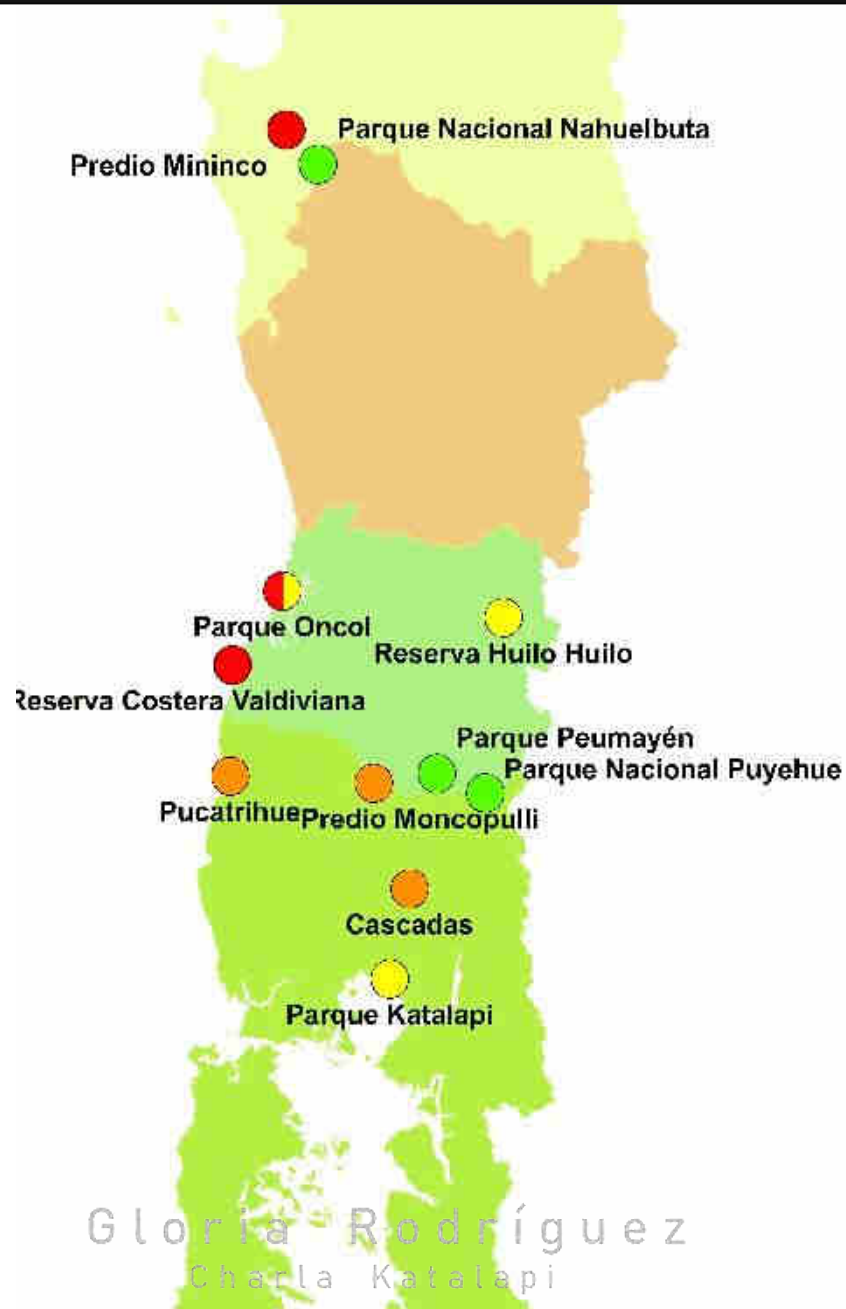 Parque Nacional Nahuelbuta
Predio Mininco
Parque Oncol
Reserva Huilo Huilo
Reserva Costera Valdiviana
Parque Peumayén
Parque Nacional Puyehue
Pucatrihue
Predio Moncopulli
Cascadas
Parque Katalapi
Gloria Rodríguez
Charla Katalapi